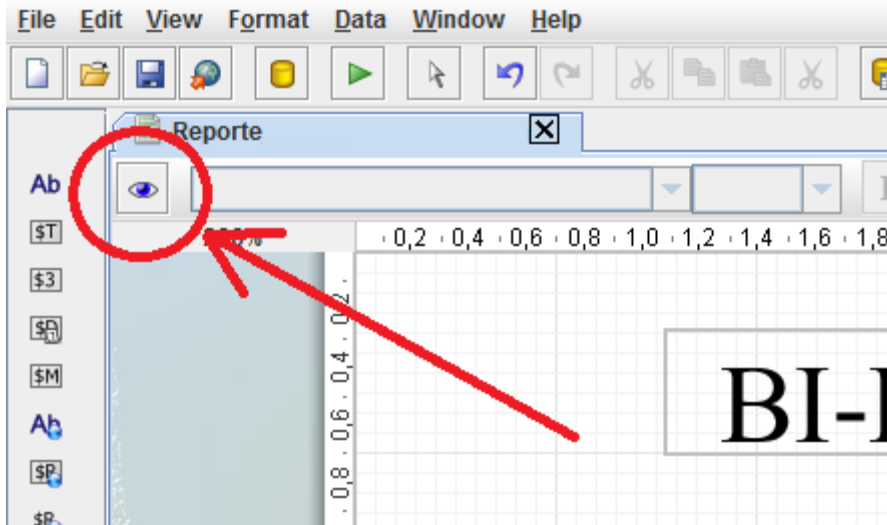 File Edit View Format Data Window Help
Reporte
Ab
$T
$3
$M
Ab
0,2 0,4 0,6 0,8 1,0 1,2 1,4 1,6 1,8
0,2
0,4
0,6
0,8
BI-